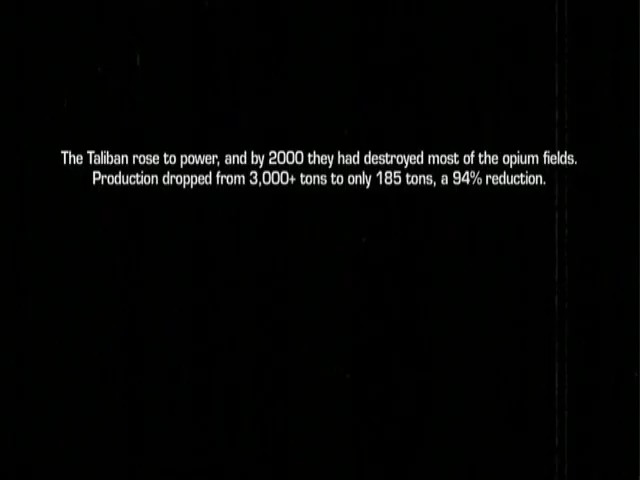 The Taliban rose to power, and by 2000 they had destroyed most of the opium fields.
Production dropped from 3,000+ tons to only 185 tons, a 94% reduction.